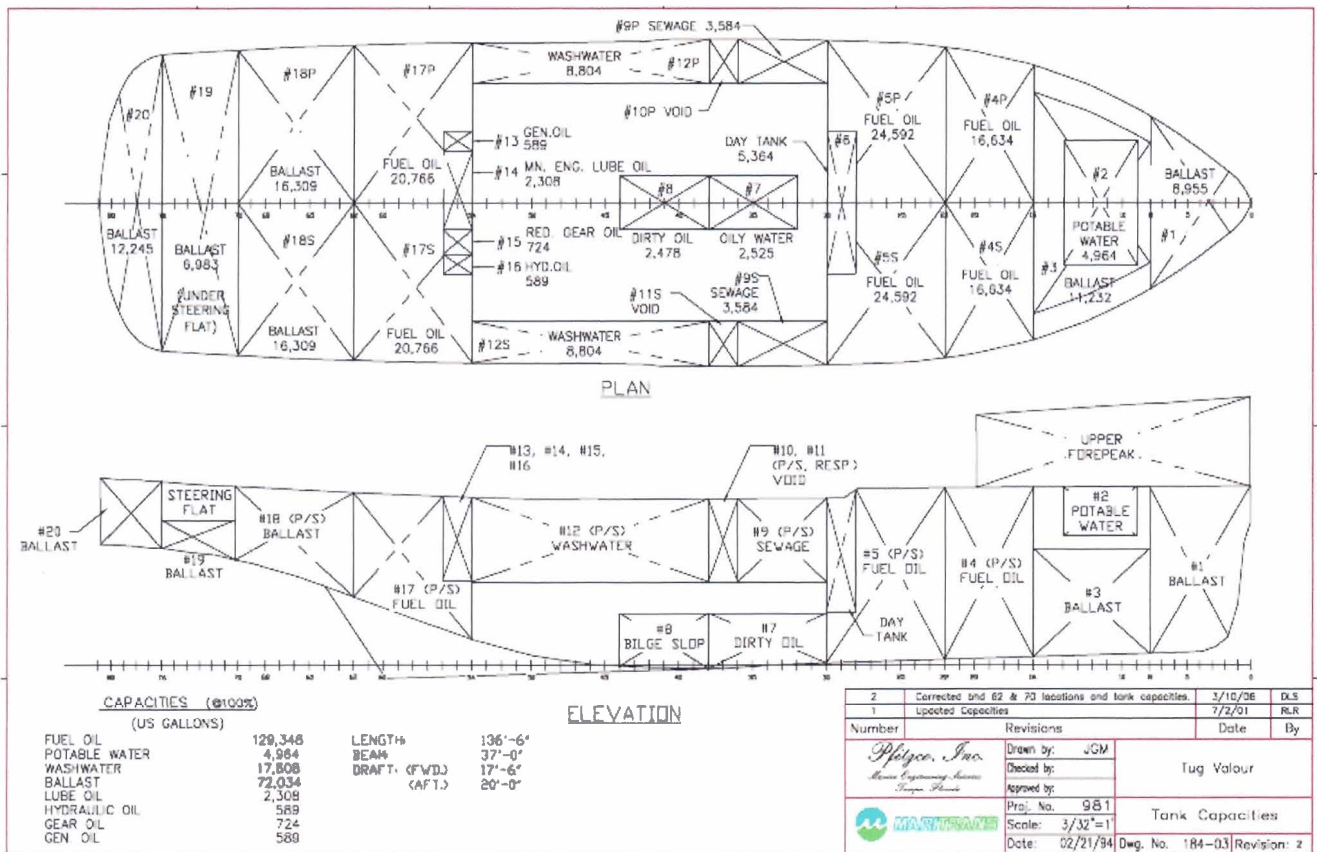 #9P SEWAGE 3,584
WASHWATER
8,804
#12P
#10P VOID
#17P
#18P
#19
#20
#13 GEN.OIL
589
#14 MN. ENG. LUBE OIL
2,308
DAY TANK
5,364
#6
#5P
FUEL OIL
24,592
#4P
FUEL OIL
16,634
#2
POTABLE
WATER
4,964
BALLAST
8,955
#1
FUEL OIL
20,766
BALLAST
16,309
#8
#7
DIRTY OIL
2,478
OILY WATER
2,525
BALLAST
12,245
BALLAST
6,983
(UNDER
STEERING
FLAT)
#18S
BALLAST
16,309
#17S
FUEL OIL
20,766
#15 RED. GEAR OIL
724
#16 HYD.OIL
589
#11S
VOID
#9S
SEWAGE
3,584
#5S
FUEL OIL
24,592
#4S
FUEL OIL
16,634
#3
BALLAST
11,232
#12S
WASHWATER
8,804
PLAN
#13, #14, #15,
#16
#10, #11
(P/S, RESP.)
VOID
UPPER
FOREPEAK
#20
BALLAST
STEERING
FLAT
#19
BALLAST
#18 (P/S)
BALLAST
#17 (P/S)
FUEL OIL
#12 (P/S)
WASHWATER
#9 (P/S)
SEWAGE
#5 (P/S)
FUEL OIL
#4 (P/S)
FUEL OIL
#2
POTABLE
WATER
#3
BALLAST
#1
BALLAST
#8
BILGE SLOP
#7
DIRTY OIL
DAY
TANK
ELEVATION
CAPACITIES (@100%)
(US GALLONS)
FUEL OIL 129,348
POTABLE WATER 4,964
WASHWATER 17,608
BALLAST 72,034
LUBE OIL 2,308
HYDRAULIC OIL 589
GEAR OIL 724
GEN OIL 589
LENGTH: 136'-6"
BEAM: 37'-0"
DRAFT: (FWD.) 17'-6"
(AFT.) 20'-0"
2 Corrected bhd 62 & 70 locations and tank capacities. 3/10/06 DLS
1 Updated Capacities 7/2/01 RLR
Number Revisions Date By
Pfitzco, Inc.
Tampa, Florida
MARITRANS
Drawn by: JGM
Checked by:
Approved by:
Proj. No. 981
Scale: 3/32"=1'
Date: 02/21/94
Tug Valour
Tank Capacities
Dwg. No. 184-03 Revision: 2